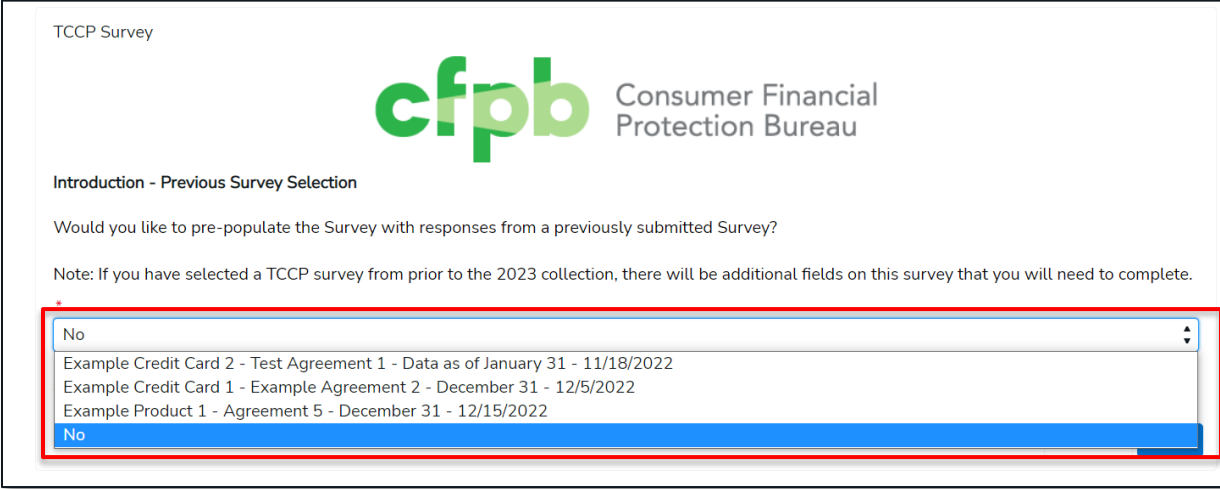 TCCP Survey
cfpb Consumer Financial
Protection Bureau
Introduction - Previous Survey Selection
Would you like to pre-populate the Survey with responses from a previously submitted Survey?
Note: If you have selected a TCCP survey from prior to the 2023 collection, there will be additional fields on this survey that you will need to complete.
*
No
Example Credit Card 2 - Test Agreement 1 - Data as of January 31 - 11/18/2022
Example Credit Card 1 - Example Agreement 2 - December 31 - 12/5/2022
Example Product 1 - Agreement 5 - December 31 - 12/15/2022
No